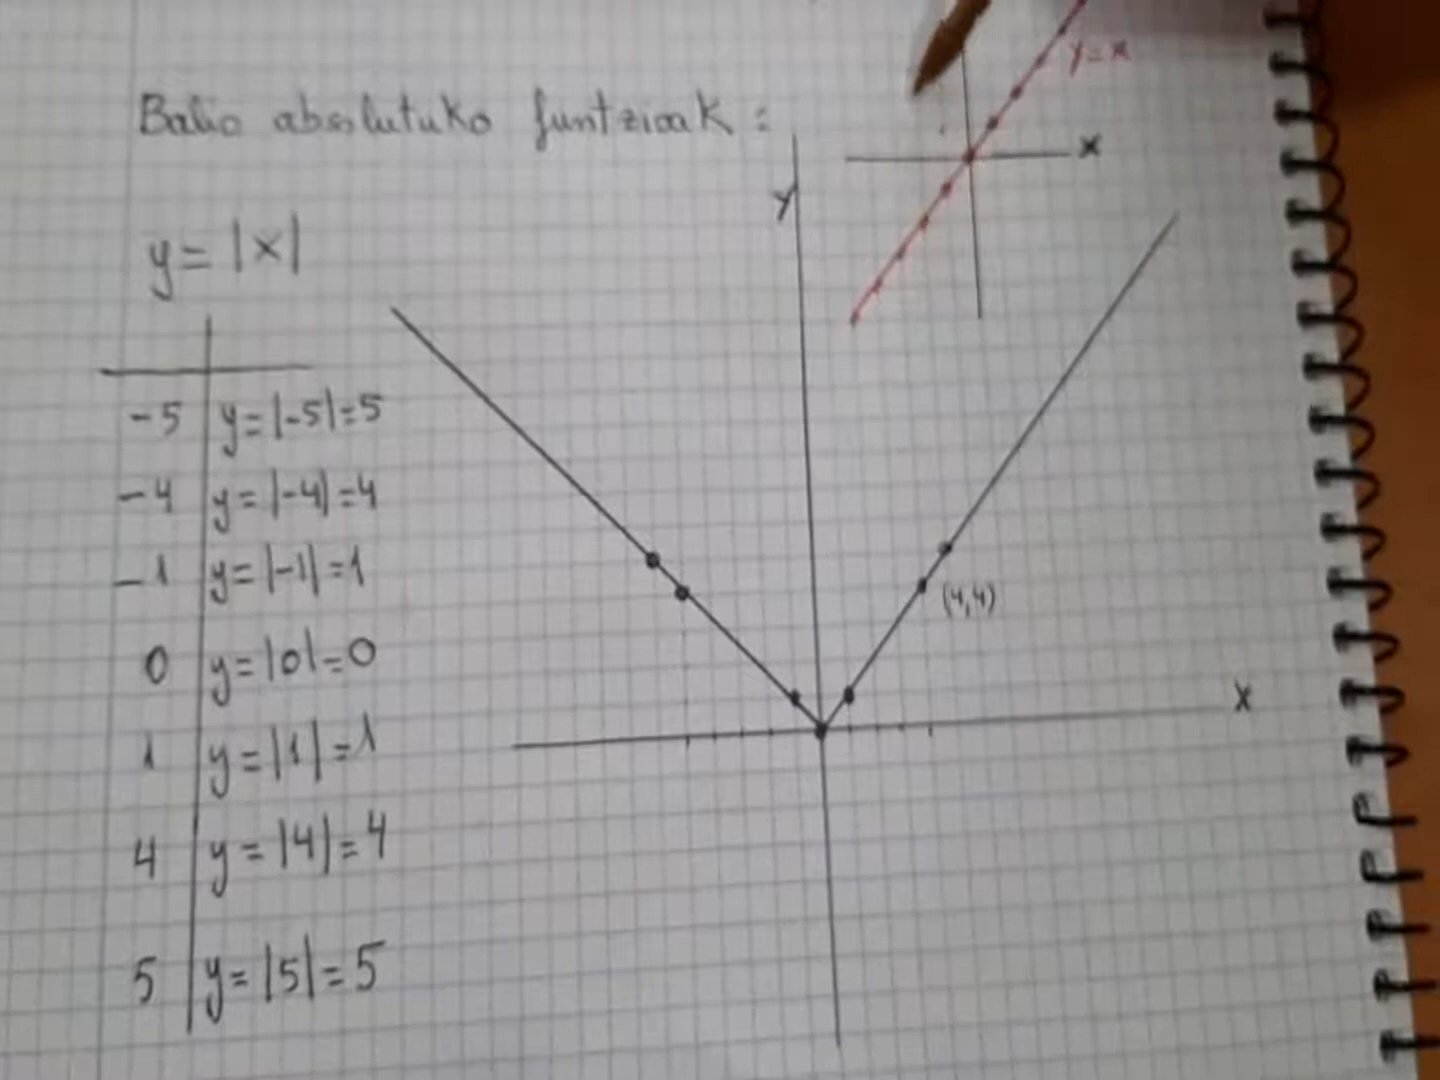 Balio absolutuko funtzioak :
y = |x|
-5 y=|-5|=5
-4 y=|-4|=4
-1 y=|-1|=1
0 y=|0|=0
1 y=|1|=1
4 y=|4|=4
5 y=|5|=5
y
(4,4)
x
y=x
x